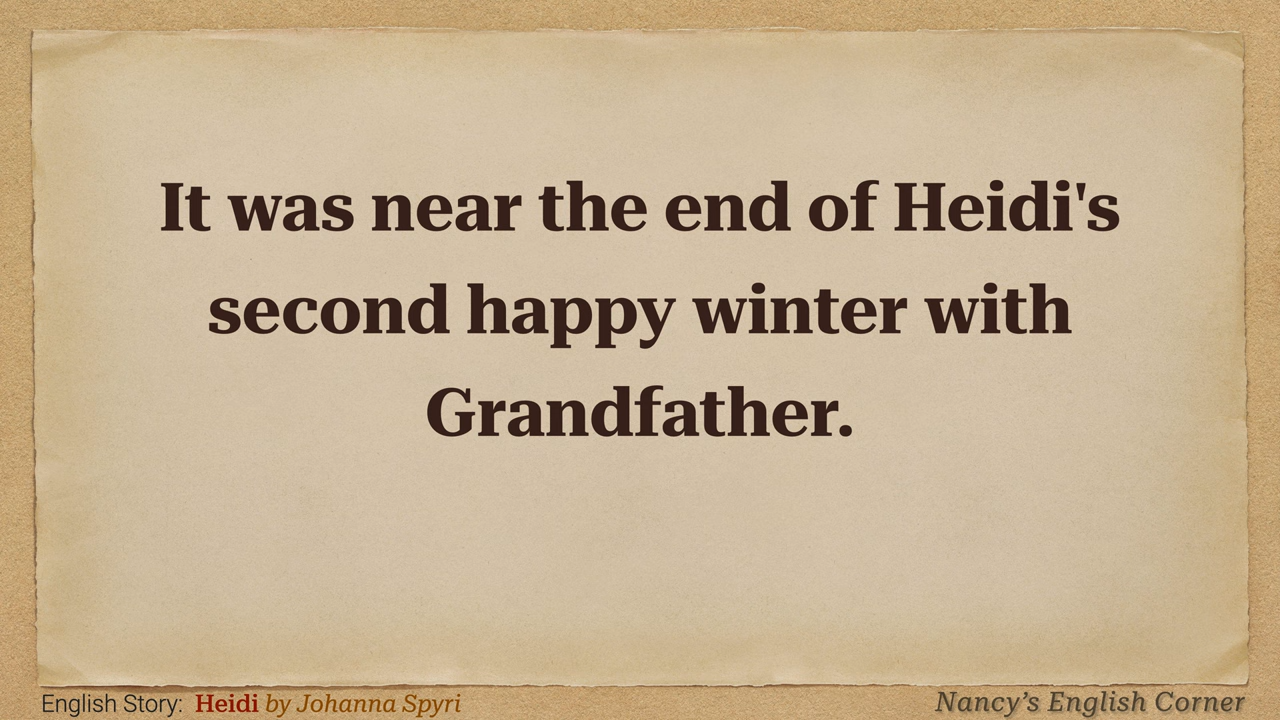 It was near the end of Heidi's
second happy winter with
Grandfather.
English Story: Heidi by Johanna Spyri
Nancy’s English Corner